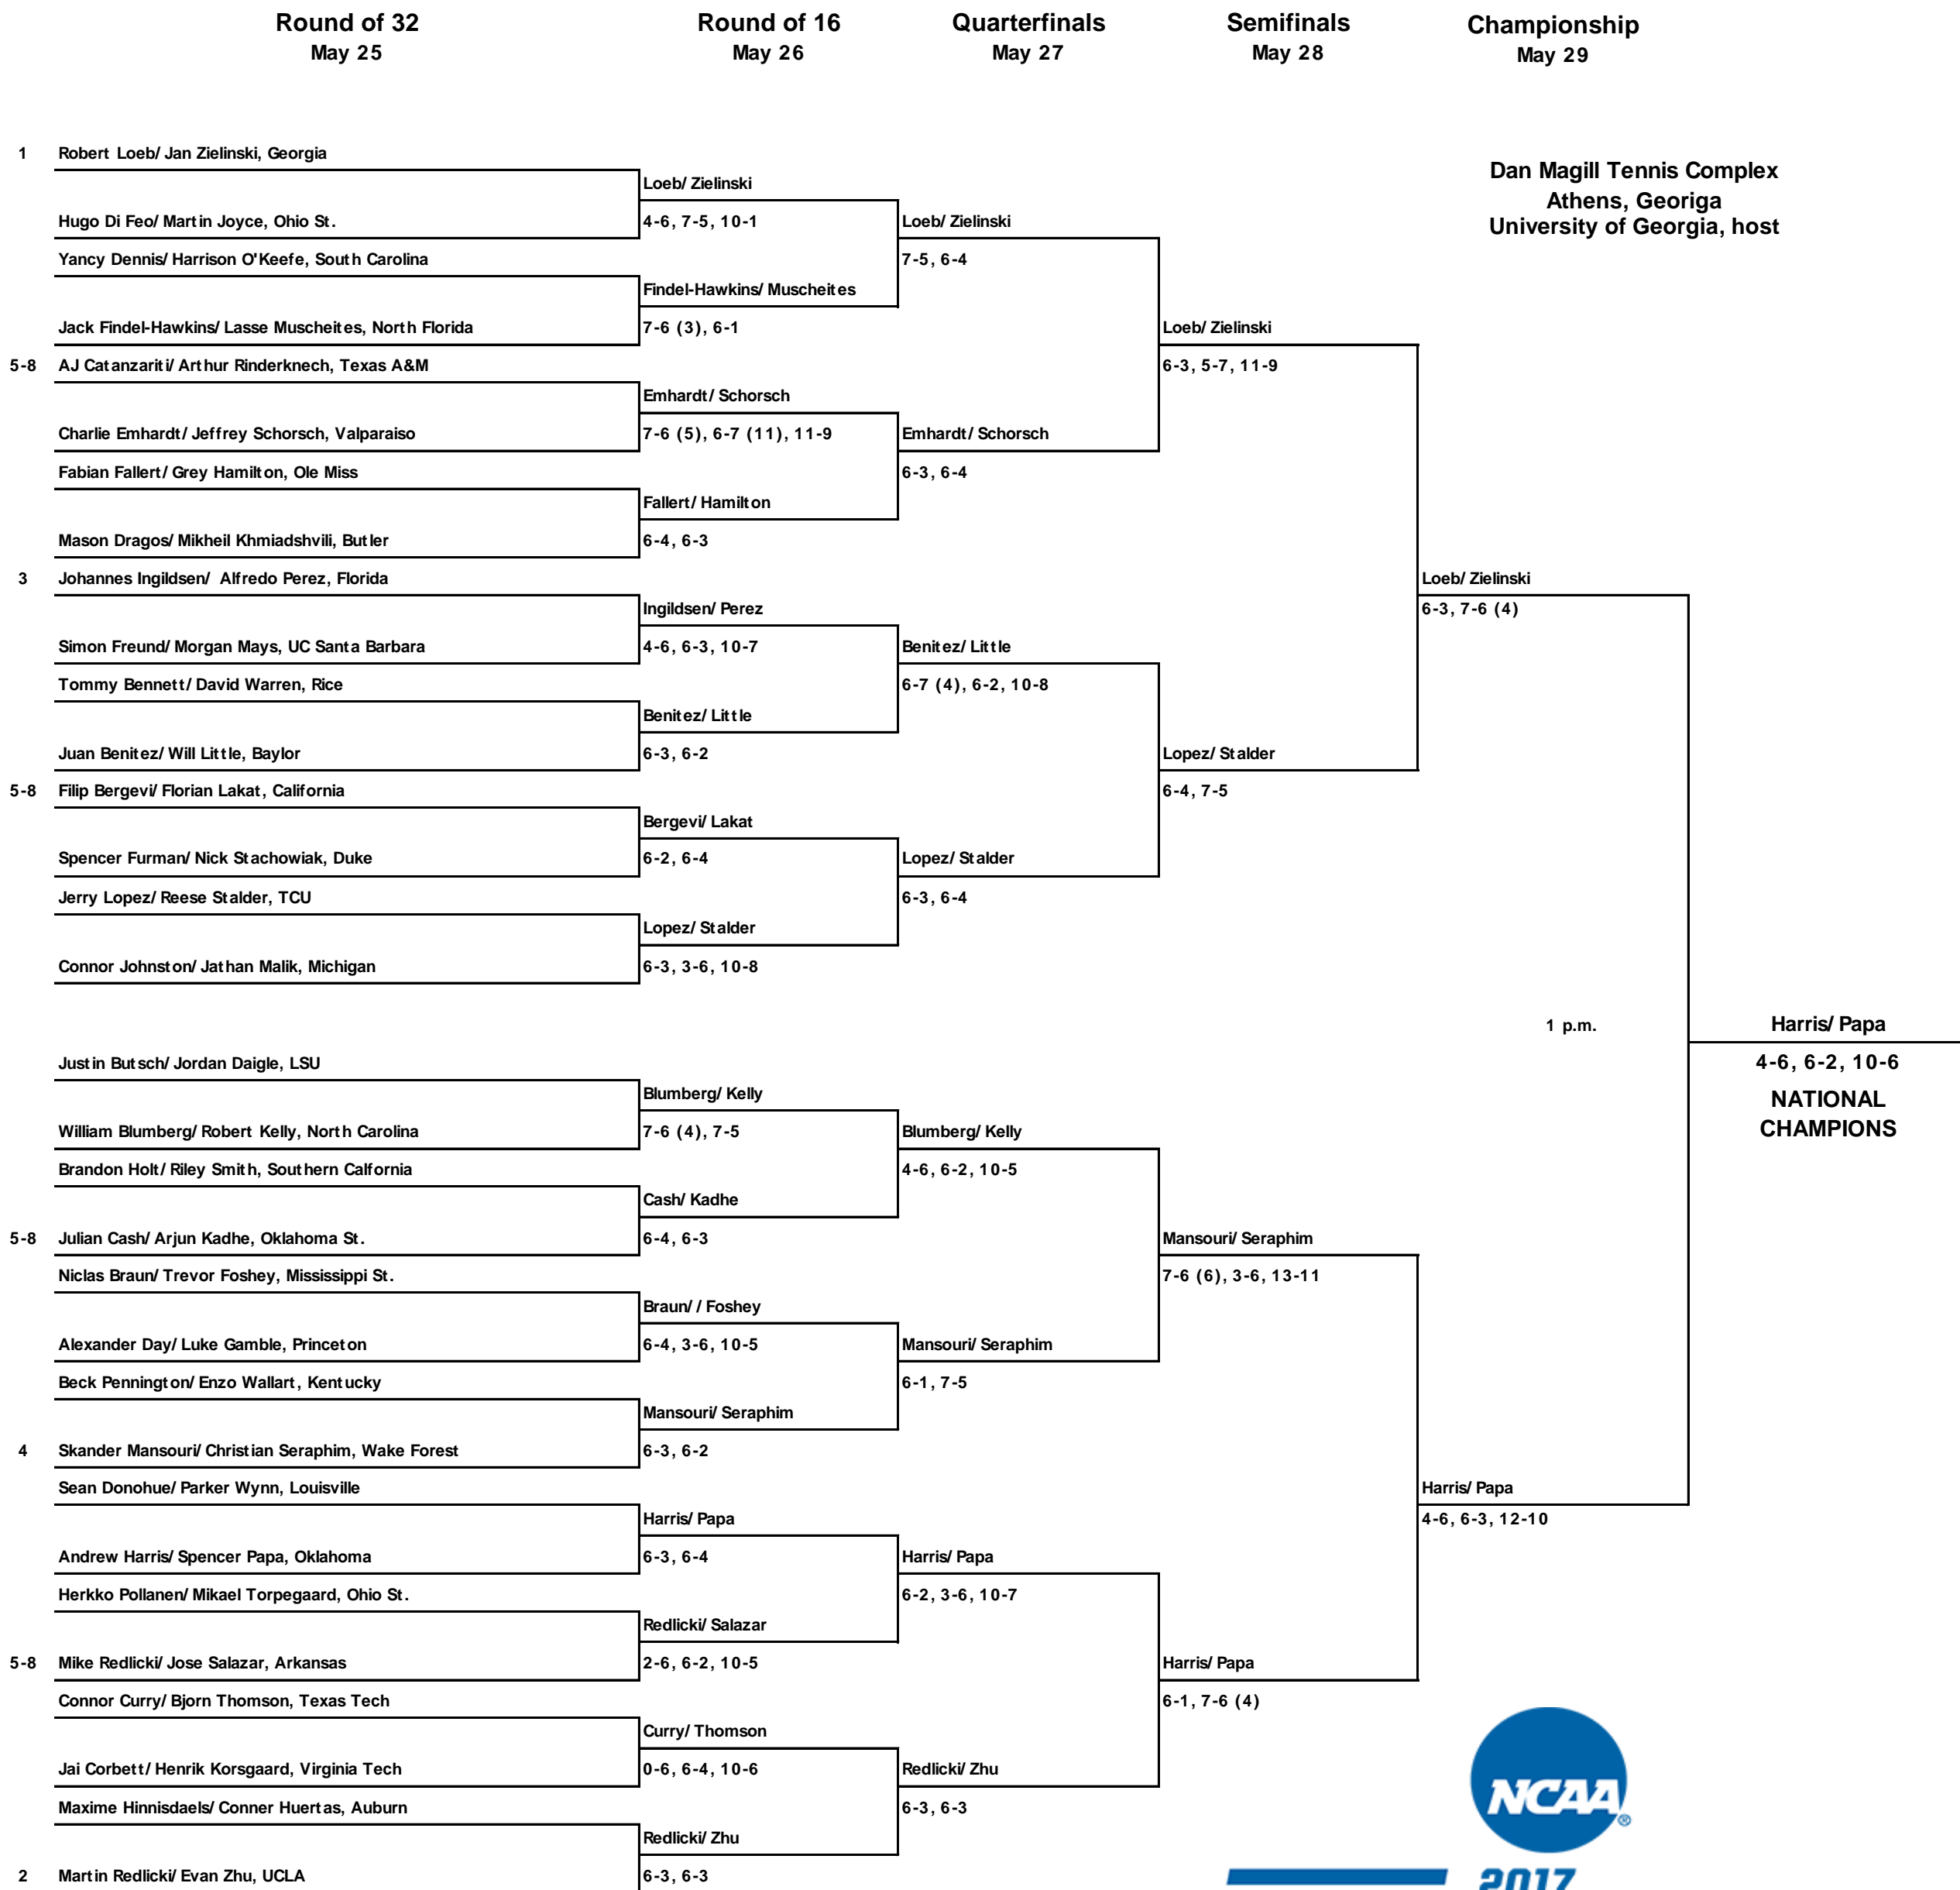 Round of 32 Round of 16 Quarterfinals Semifinals Championship
May 25 May 26 May 27 May 28 May 29
1 Robert Loeb/ Jan Zielinski, Georgia
Dan Magill Tennis Complex
Loeb/ Zielinski
Athens, Georiga
Hugo Di Feo/ Martin Joyce, Ohio St. 4-6, 7-5, 10-1 Loeb/ Zielinski
University of Georgia, host
Yancy Dennis/ Harrison O'Keefe, South Carolina 7-5, 6-4
Findel-Hawkins/ Muscheites
Jack Findel-Hawkins/ Lasse Muscheites, North Florida 7-6 (3), 6-1 Loeb/ Zielinski
5-8 AJ Catanzariti/ Arthur Rinderknech, Texas A&M 6-3, 5-7, 11-9
Emhardt/ Schorsch
Charlie Emhardt/ Jeffrey Schorsch, Valparaiso 7-6 (5), 6-7 (11), 11-9 Emhardt/ Schorsch
Fabian Fallert/ Grey Hamilton, Ole Miss 6-3, 6-4
Fallert/ Hamilton
Mason Dragos/ Mikheil Khmiadshvili, Butler 6-4, 6-3
3 Johannes Ingildsen/ Alfredo Perez, Florida Loeb/ Zielinski
Ingildsen/ Perez 6-3, 7-6 (4)
Simon Freund/ Morgan Mays, UC Santa Barbara 4-6, 6-3, 10-7 Benitez/ Little
Tommy Bennett/ David Warren, Rice 6-7 (4), 6-2, 10-8
Benitez/ Little
Juan Benitez/ Will Little, Baylor 6-3, 6-2 Lopez/ Stalder
5-8 Filip Bergevi/ Florian Lakat, California 6-4, 7-5
Bergevi/ Lakat
Spencer Furman/ Nick Stachowiak, Duke 6-2, 6-4 Lopez/ Stalder
Jerry Lopez/ Reese Stalder, TCU 6-3, 6-4
Lopez/ Stalder
Connor Johnston/ Jathan Malik, Michigan 6-3, 3-6, 10-8
1 p.m. Harris/ Papa
Justin Butsch/ Jordan Daigle, LSU 4-6, 6-2, 10-6
Blumberg/ Kelly NATIONAL
William Blumberg/ Robert Kelly, North Carolina 7-6 (4), 7-5 Blumberg/ Kelly CHAMPIONS
Brandon Holt/ Riley Smith, Southern Calfornia 4-6, 6-2, 10-5
Cash/ Kadhe
5-8 Julian Cash/ Arjun Kadhe, Oklahoma St. 6-4, 6-3 Mansouri/ Seraphim
Niclas Braun/ Trevor Foshey, Mississippi St. 7-6 (6), 3-6, 13-11
Braun/ / Foshey
Alexander Day/ Luke Gamble, Princeton 6-4, 3-6, 10-5 Mansouri/ Seraphim
Beck Pennington/ Enzo Wallart, Kentucky 6-1, 7-5
Mansouri/ Seraphim
4 Skander Mansouri/ Christian Seraphim, Wake Forest 6-3, 6-2
Sean Donohue/ Parker Wynn, Louisville Harris/ Papa
Harris/ Papa 4-6, 6-3, 12-10
Andrew Harris/ Spencer Papa, Oklahoma 6-3, 6-4 Harris/ Papa
Herkko Pollanen/ Mikael Torpegaard, Ohio St. 6-2, 3-6, 10-7
Redlicki/ Salazar
5-8 Mike Redlicki/ Jose Salazar, Arkansas 2-6, 6-2, 10-5 Harris/ Papa
Connor Curry/ Bjorn Thomson, Texas Tech 6-1, 7-6 (4)
Curry/ Thomson
Jai Corbett/ Henrik Korsgaard, Virginia Tech 0-6, 6-4, 10-6 Redlicki/ Zhu
NCAA®
Maxime Hinnisdaels/ Conner Huertas, Auburn 6-3, 6-3
Redlicki/ Zhu
2 Martin Redlicki/ Evan Zhu, UCLA 6-3, 6-3 2017